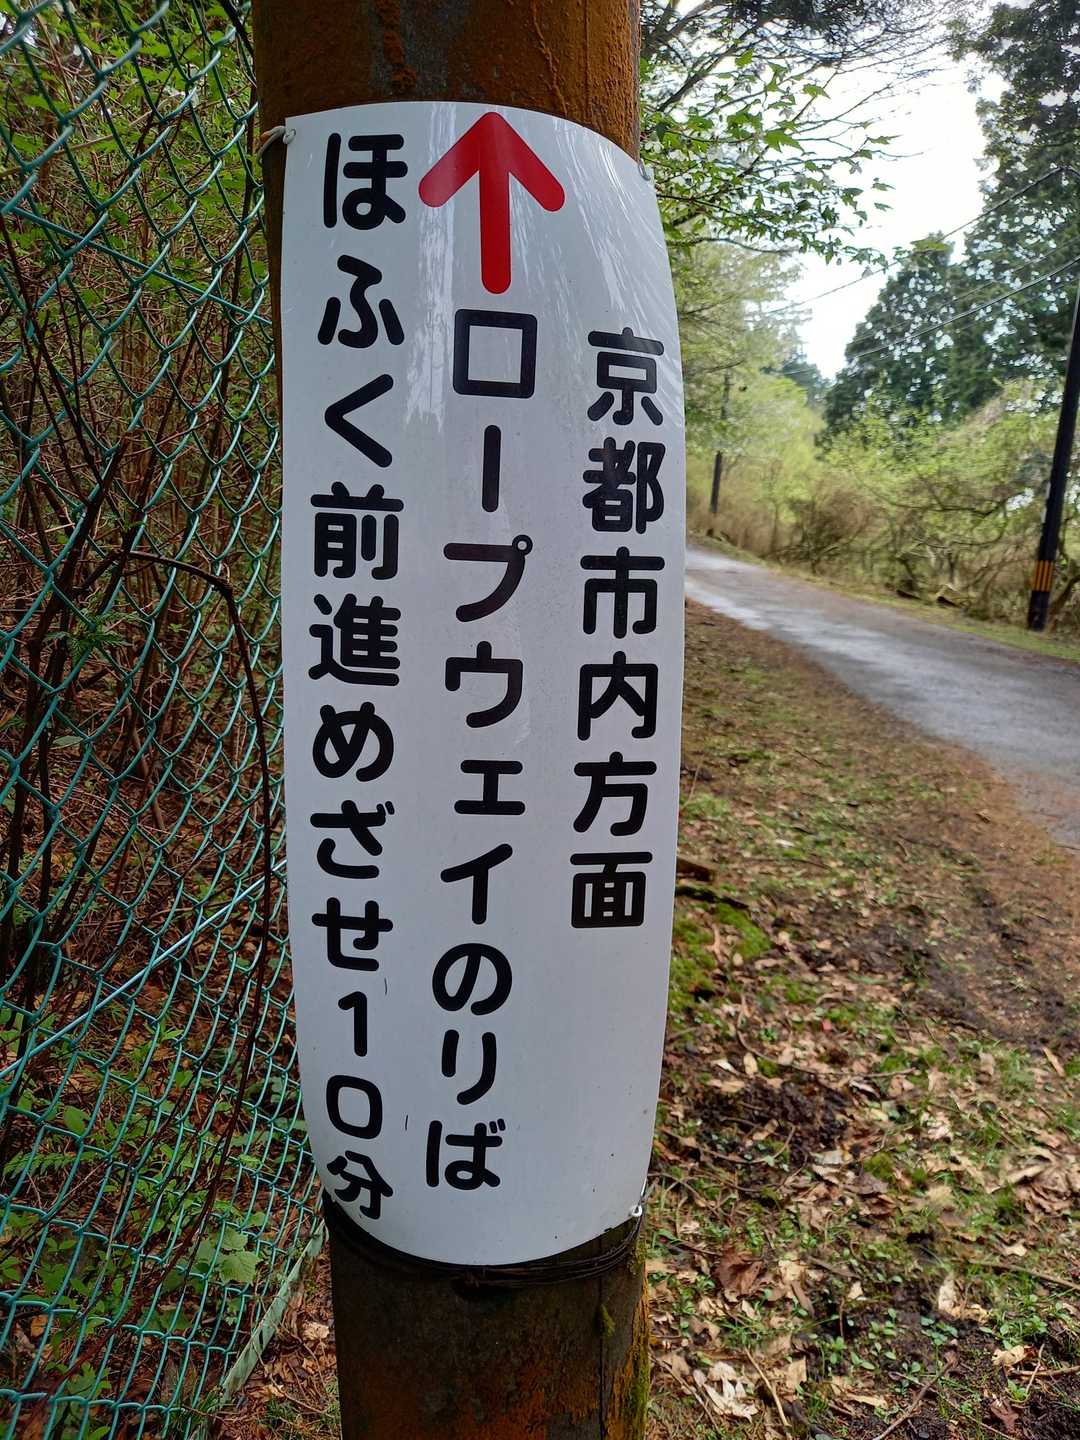 京都市内方面
ロープウェイのりば
ほふく前進めざせ10分